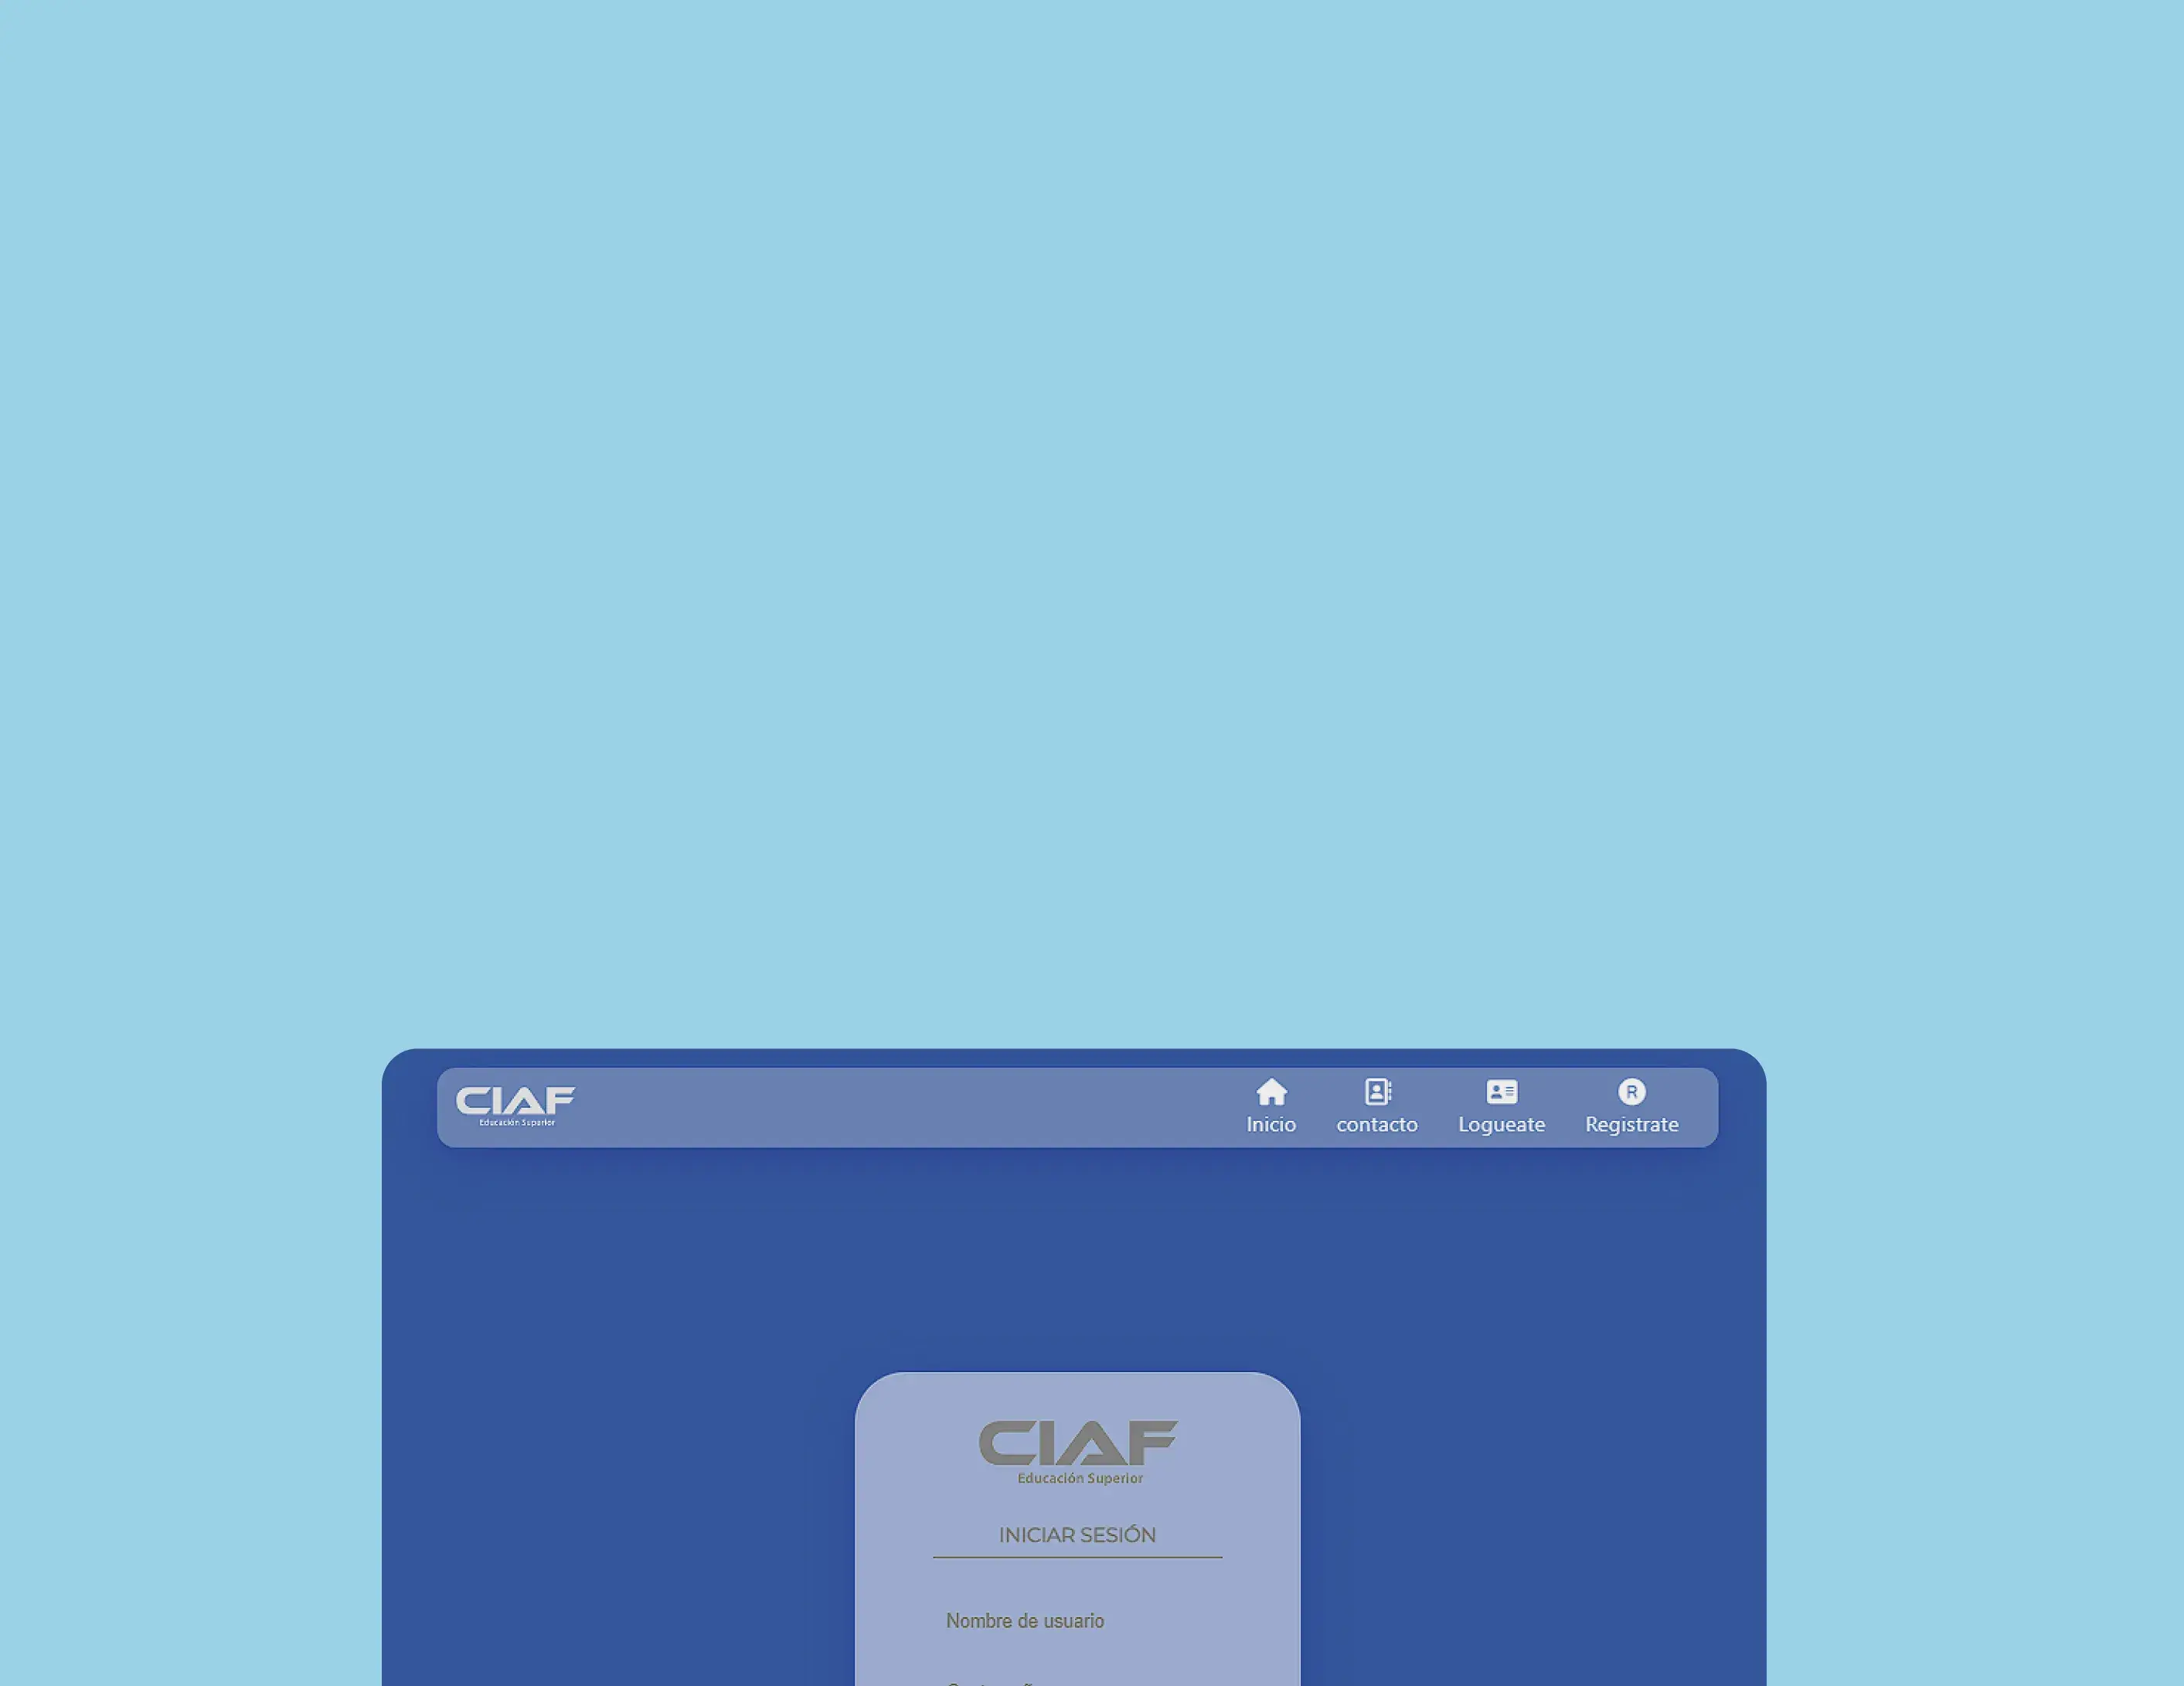 CIAF
Educación Superior
Inicio
contacto
Logueate
Registrate
CIAF
Educación Superior
INICIAR SESIÓN
Nombre de usuario